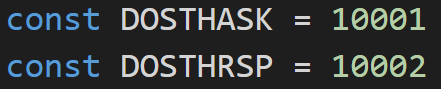 const DOSTHASK = 10001
const DOSTHRSP = 10002